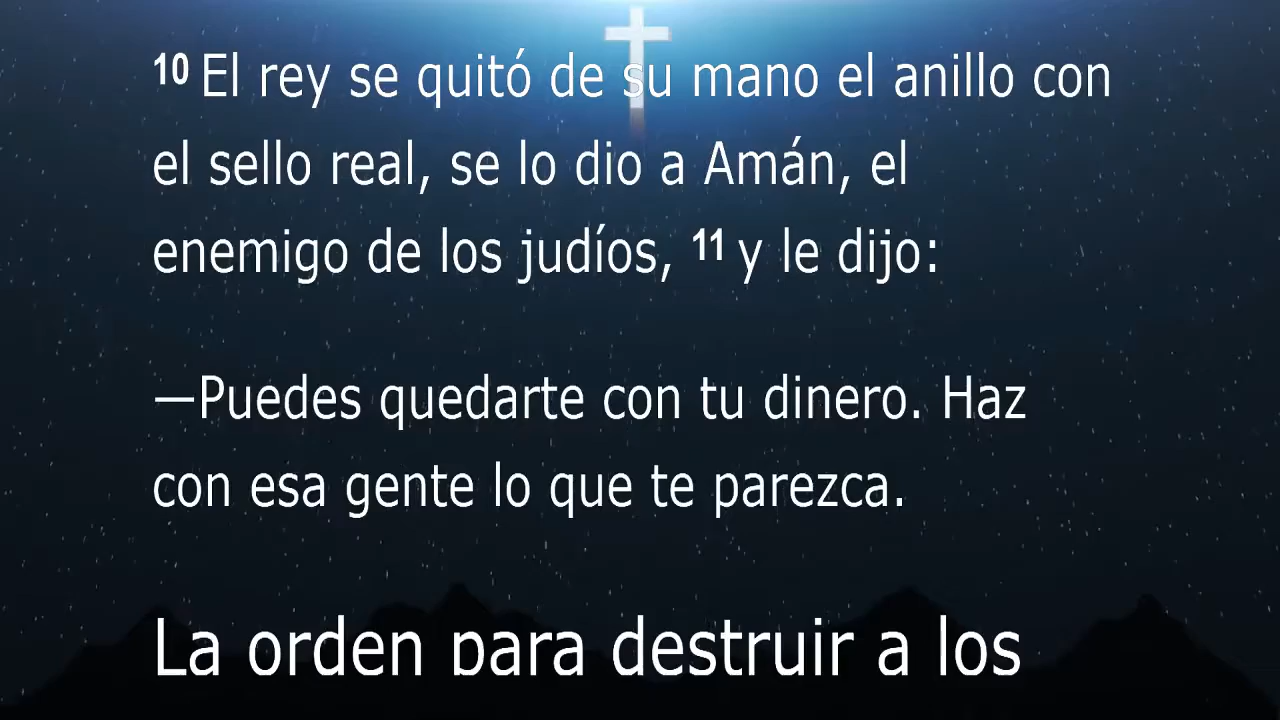 10 El rey se quitó de su mano el anillo con
el sello real, se lo dio a Amán, el
enemigo de los judíos, 11 y le dijo:
—Puedes quedarte con tu dinero. Haz
con esa gente lo que te parezca.
La orden para destruir a los